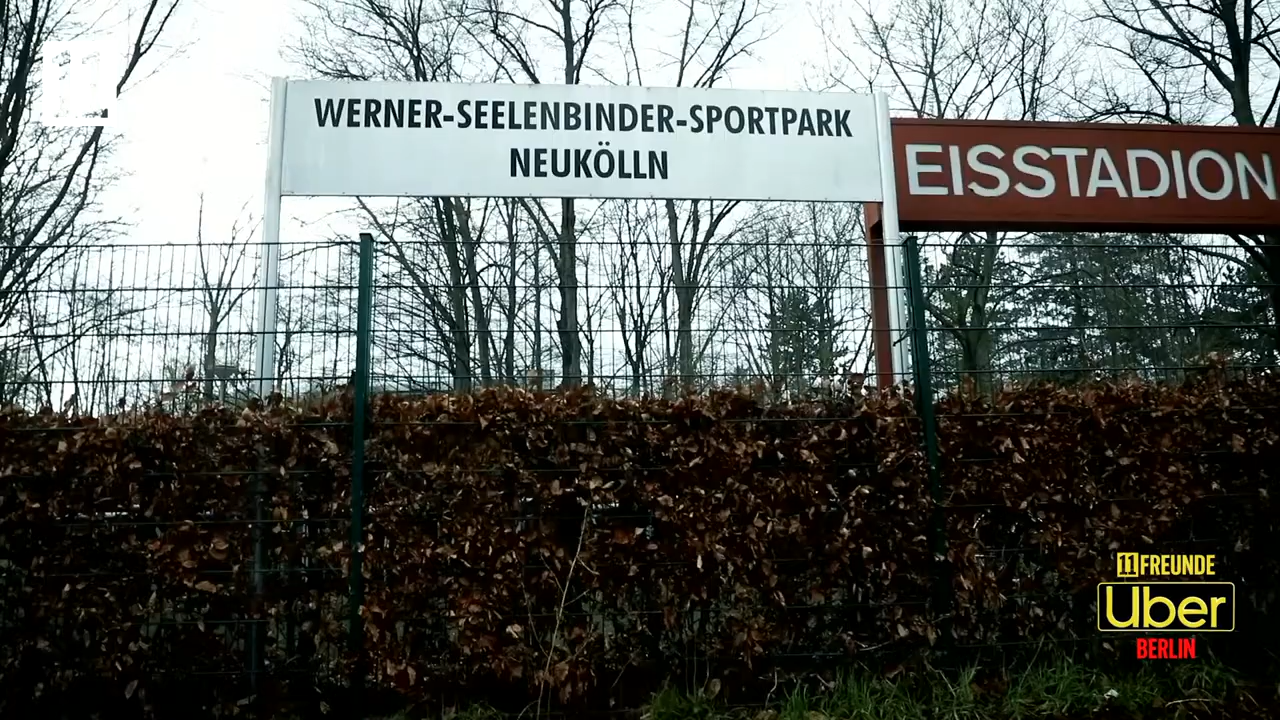 WERNER-SEELENBINDER-SPORTPARK
NEUKÖLLN
EISSTADION
11FREUNDE
Uber
BERLIN